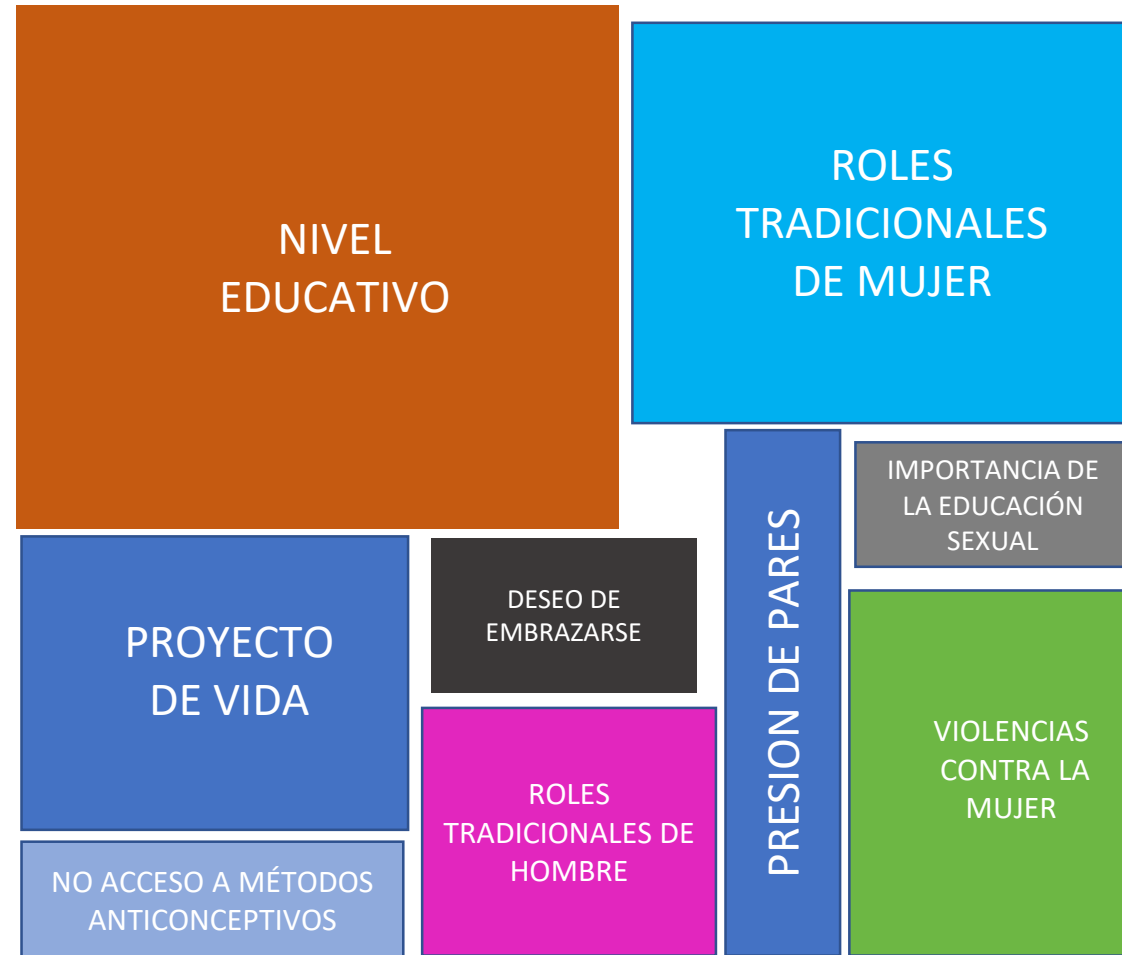 NIVEL
EDUCATIVO
ROLES
TRADICIONALES
DE MUJER
PROYECTO
DE VIDA
DESEO DE
EMBRAZARSE
PRESION DE PARES
IMPORTANCIA DE
LA EDUCACIÓN
SEXUAL
ROLES
TRADICIONALES DE
HOMBRE
VIOLENCIAS
CONTRA LA
MUJER
NO ACCESO A MÉTODOS
ANTICONCEPTIVOS